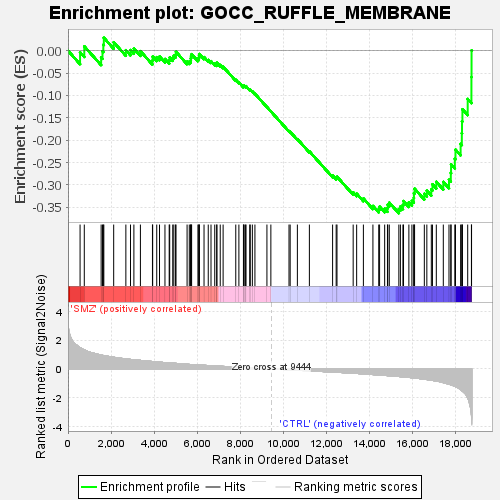 Enrichment plot: GOCC_RUFFLE_MEMBRANE
Enrichment score (ES)
0.00
-0.05
-0.10
-0.15
-0.20
-0.25
-0.30
-0.35
'SMZ' (positively correlated)
Ranked list metric (Signal2Noise)
4
2
0
-2
-4
Zero cross at 9444
'CTRL' (negatively correlated)
0 2,000 4,000 6,000 8,000 10,000 12,000 14,000 16,000 18,000
Rank in Ordered Dataset
Enrichment profile Hits Ranking metric scores